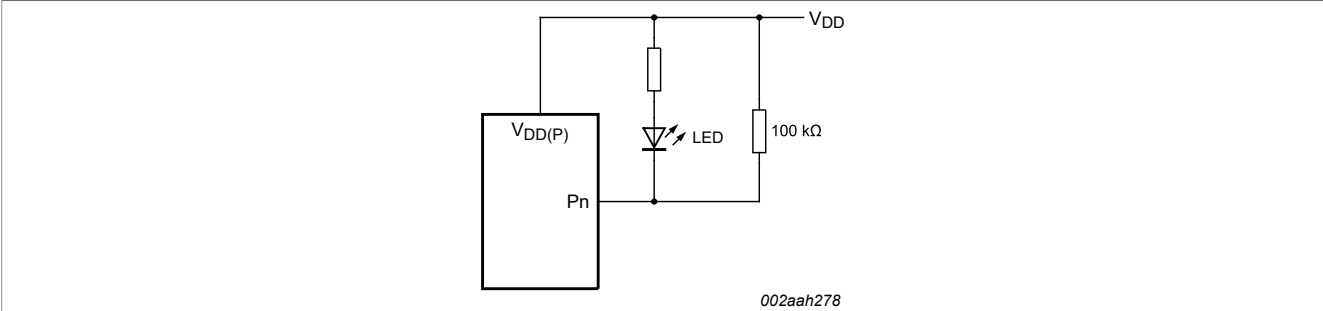 VDD
VDD(P)
LED
100 kΩ
Pn
002aah278